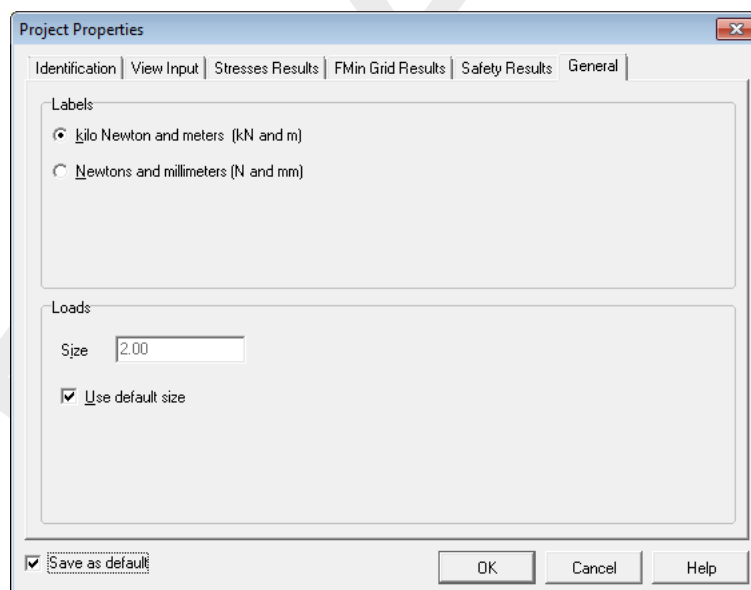 Project Properties
Identification View Input Stresses Results FMin Grid Results Safety Results General
Labels
kilo Newton and meters (kN and m)
Newtons and millimeters (N and mm)
Loads
Size 2.00
Use default size
Save as default OK Cancel Help